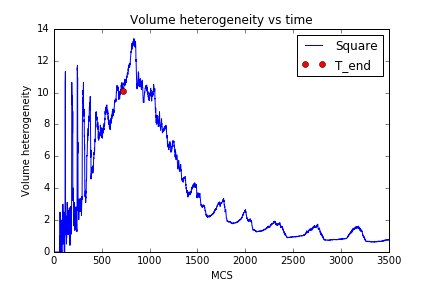 Volume heterogeneity vs time
14
12
10
8
6
4
2
0
Volume heterogeneity
Square
T_end
0 500 1000 1500 2000 2500 3000 3500
MCS